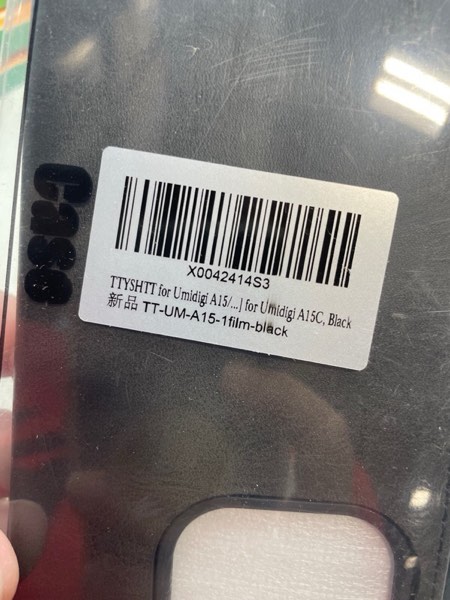 Case
X0042414S3
TTYSHTT for Umidigi A15/...] for Umidigi A15C, Black
新品 TT-UM-A15-1film-black